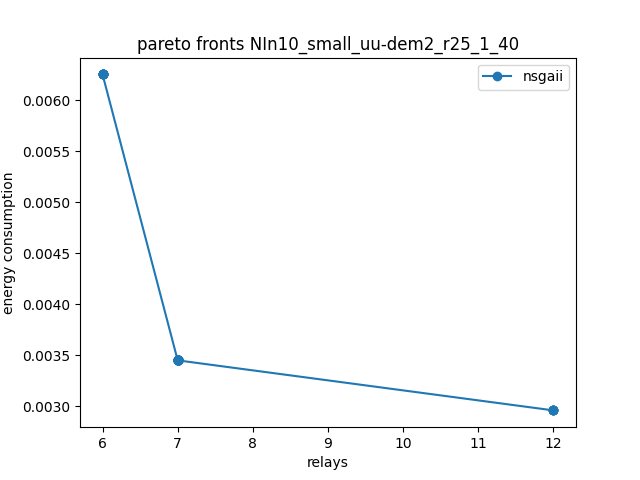 pareto fronts NIn10_small_uu-dem2_r25_1_40
nsgaii
energy consumption
0.0060
0.0055
0.0050
0.0045
0.0040
0.0035
0.0030
6 7 8 9 10 11 12
relays